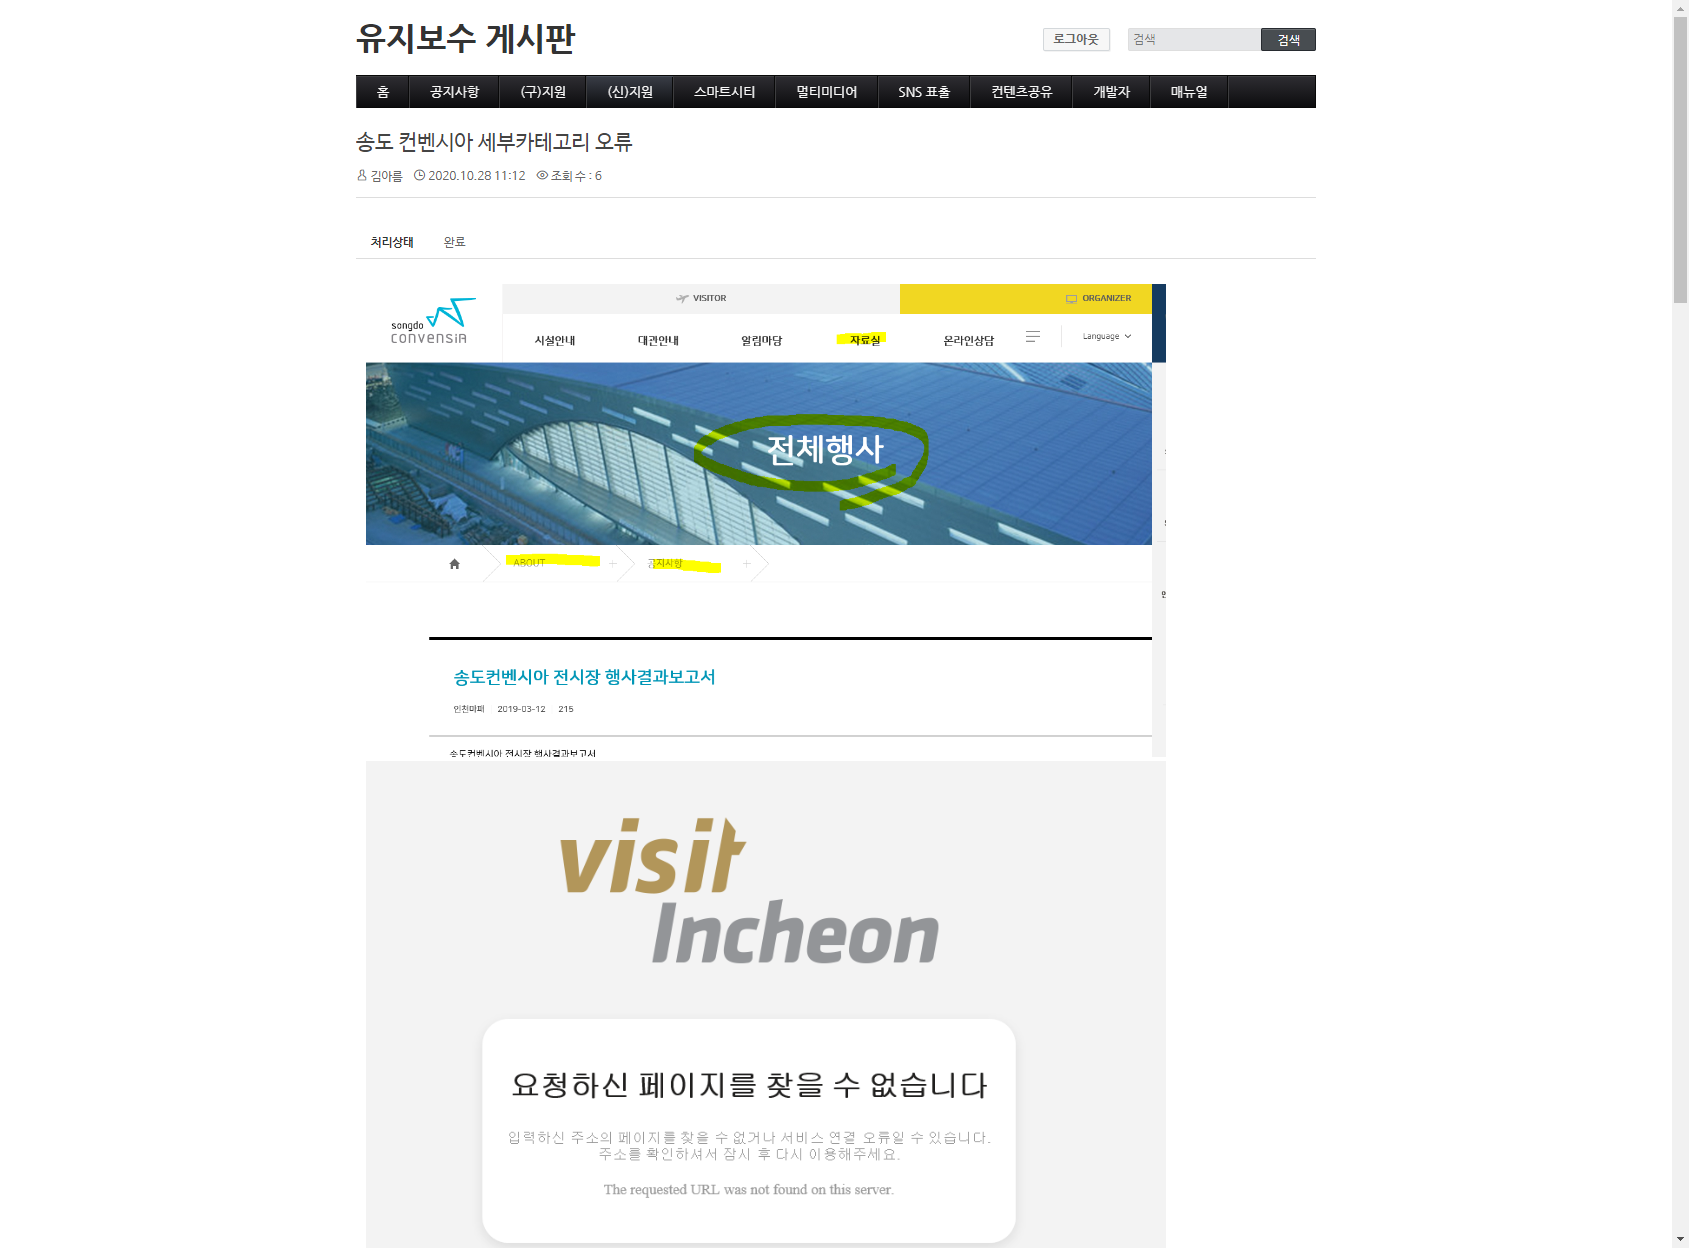 유지보수 게시판
로그아웃
검색
검색
홈
공지사항
(구)지원
(신)지원
스마트시티
멀티미디어
SNS 표출
컨텐츠공유
개발자
매뉴얼
송도 컨벤시아 세부카테고리 오류
김아름 2020.10.28 11:12 조회 수 : 6
처리상태 완료
VISITOR
ORGANIZER
songdo
convensia
시설안내
대관안내
알림마당
자료실
온라인상담
Language
전체행사
ABOUT
공지사항
송도컨벤시아 전시장 행사결과보고서
인천마페 2019-03-12 215
송도컨벤시아 전시장 행사결과보고서
visit
Incheon
요청하신 페이지를 찾을 수 없습니다
입력하신 주소의 페이지를 찾을 수 없거나 서비스 연결 오류일 수 있습니다.
주소를 확인하셔서 잠시 후 다시 이용해주세요.
The requested URL was not found on this server.